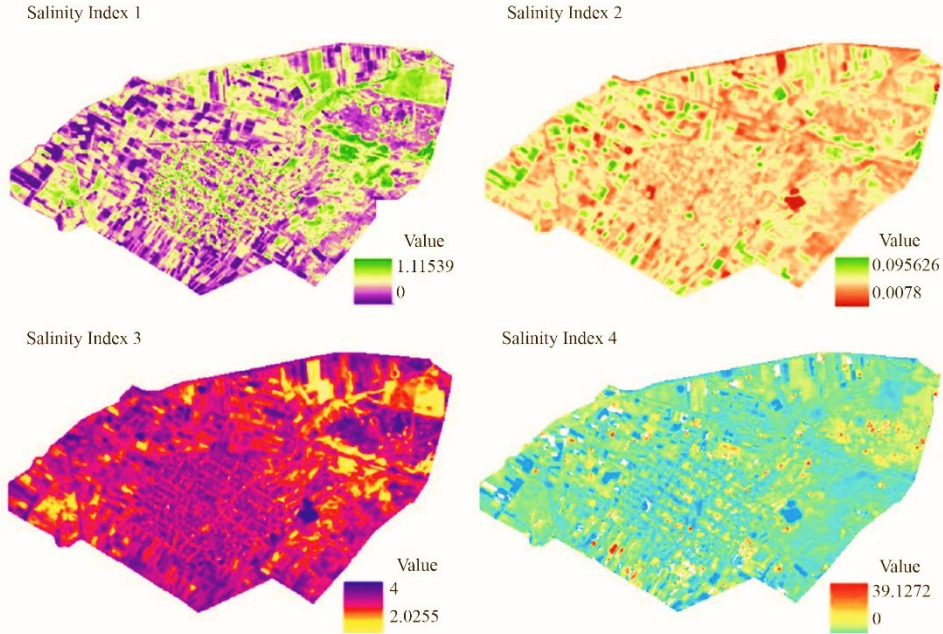 Salinity Index 1
Salinity Index 2
Value
1.11539
0
Value
0.095626
0.0078
Salinity Index 3
Salinity Index 4
Value
4
2.0255
Value
39.1272
0